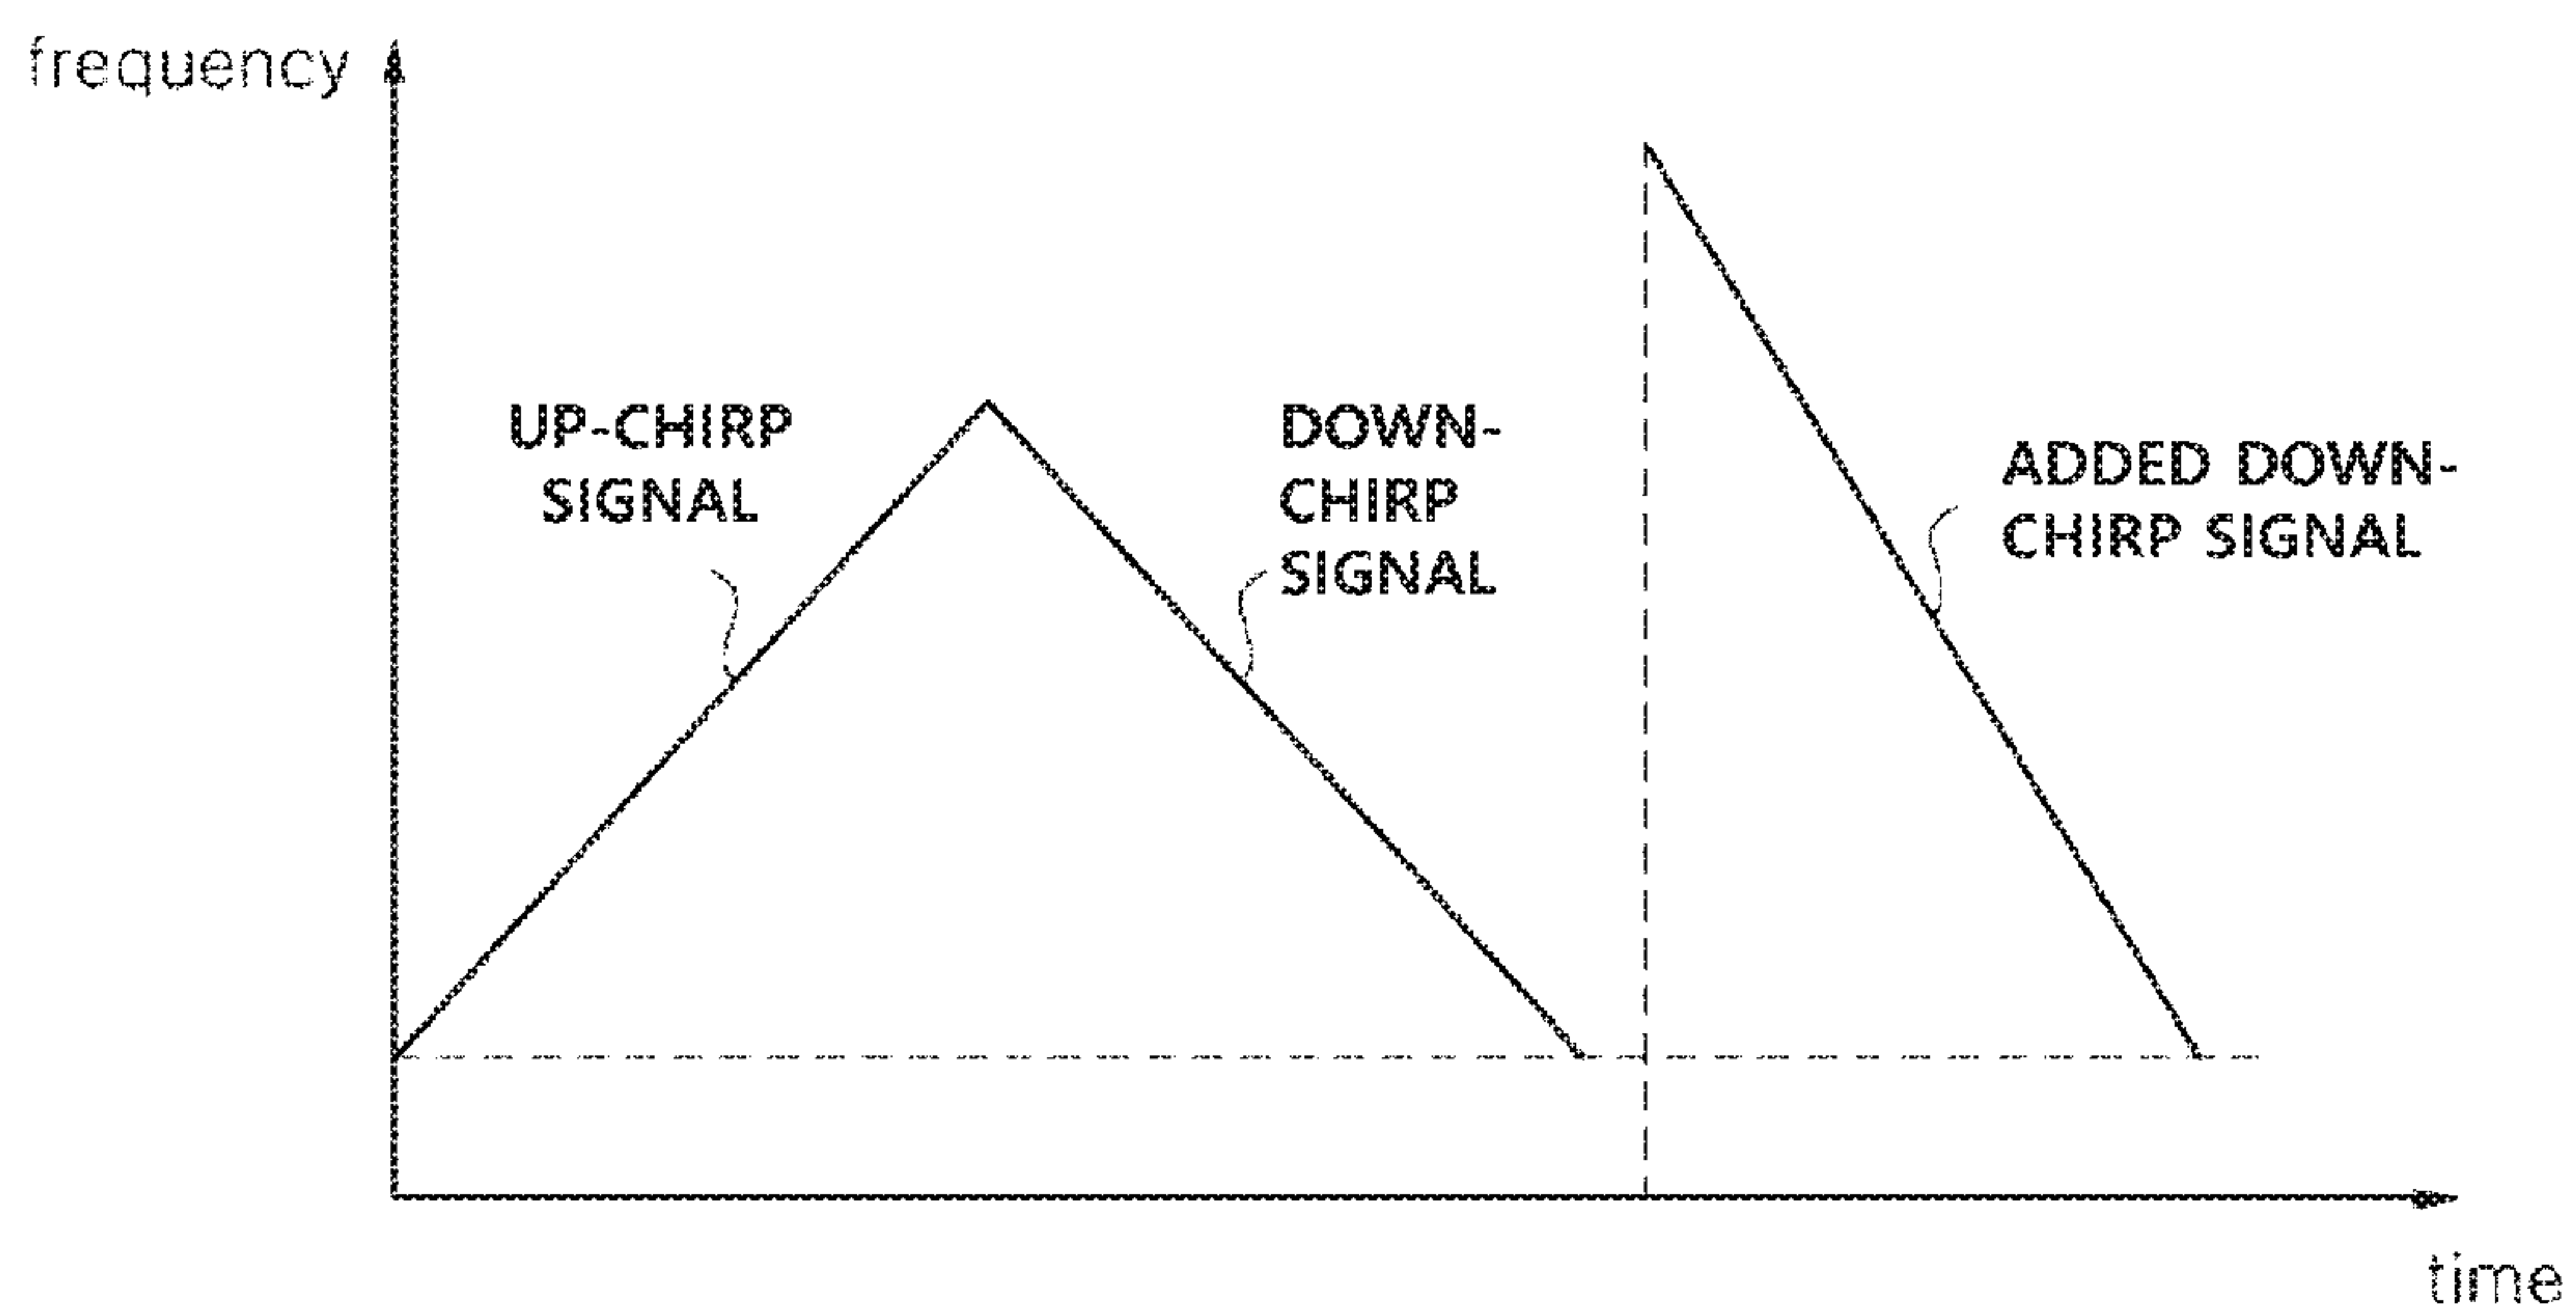 frequency
UP-CHIRP
SIGNAL
DOWN-
CHIRP
SIGNAL
ADDED DOWN-
CHIRP SIGNAL
time